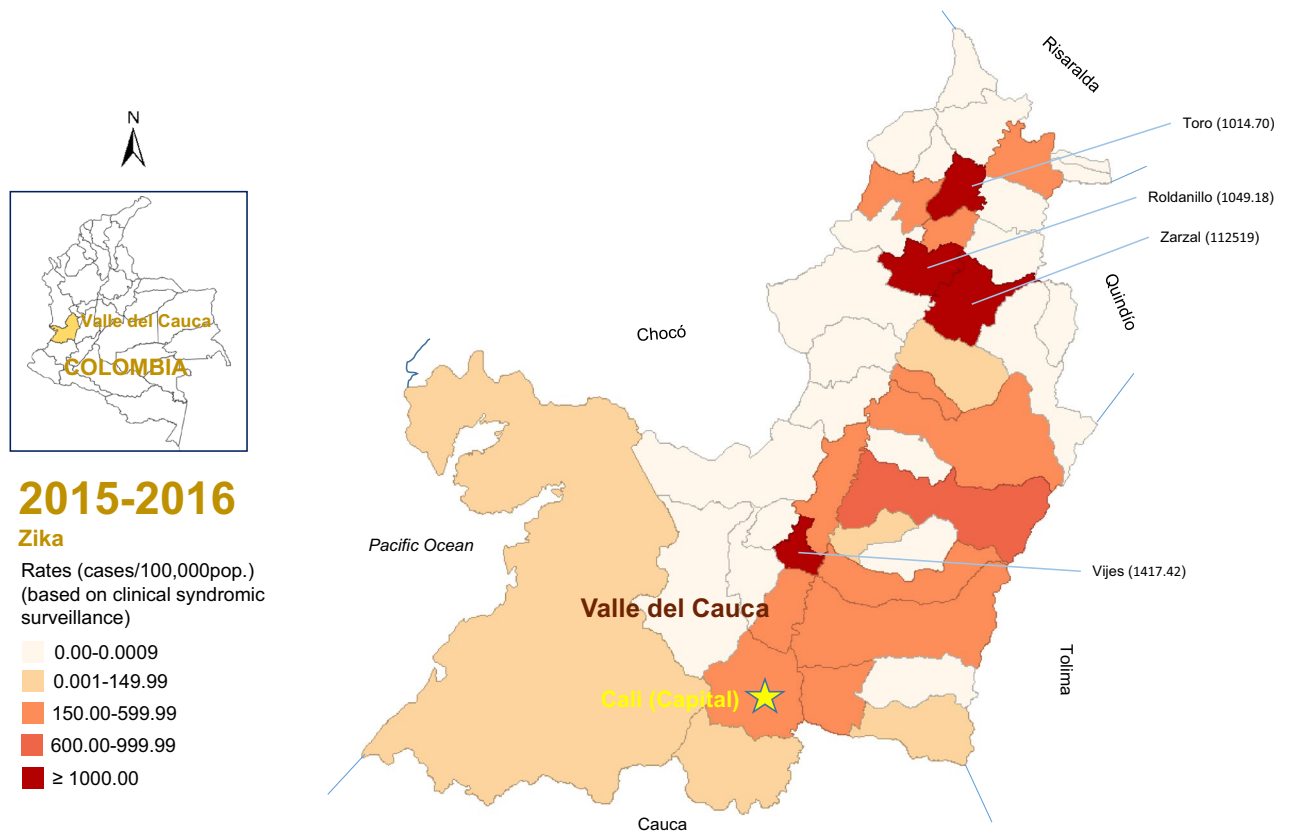 N
Valle del Cauca
COLOMBIA
2015-2016
Zika
Rates (cases/100,000pop.)
(based on clinical syndromic
surveillance)
0.00-0.0009
0.001-149.99
150.00-599.99
600.00-999.99
≥ 1000.00
Risaralda
Toro (1014.70)
Roldanillo (1049.18)
Zarzal (112519)
Quindío
Chocó
Pacific Ocean
Vijes (1417.42)
Valle del Cauca
Tolima
Cali (Capital)
Cauca